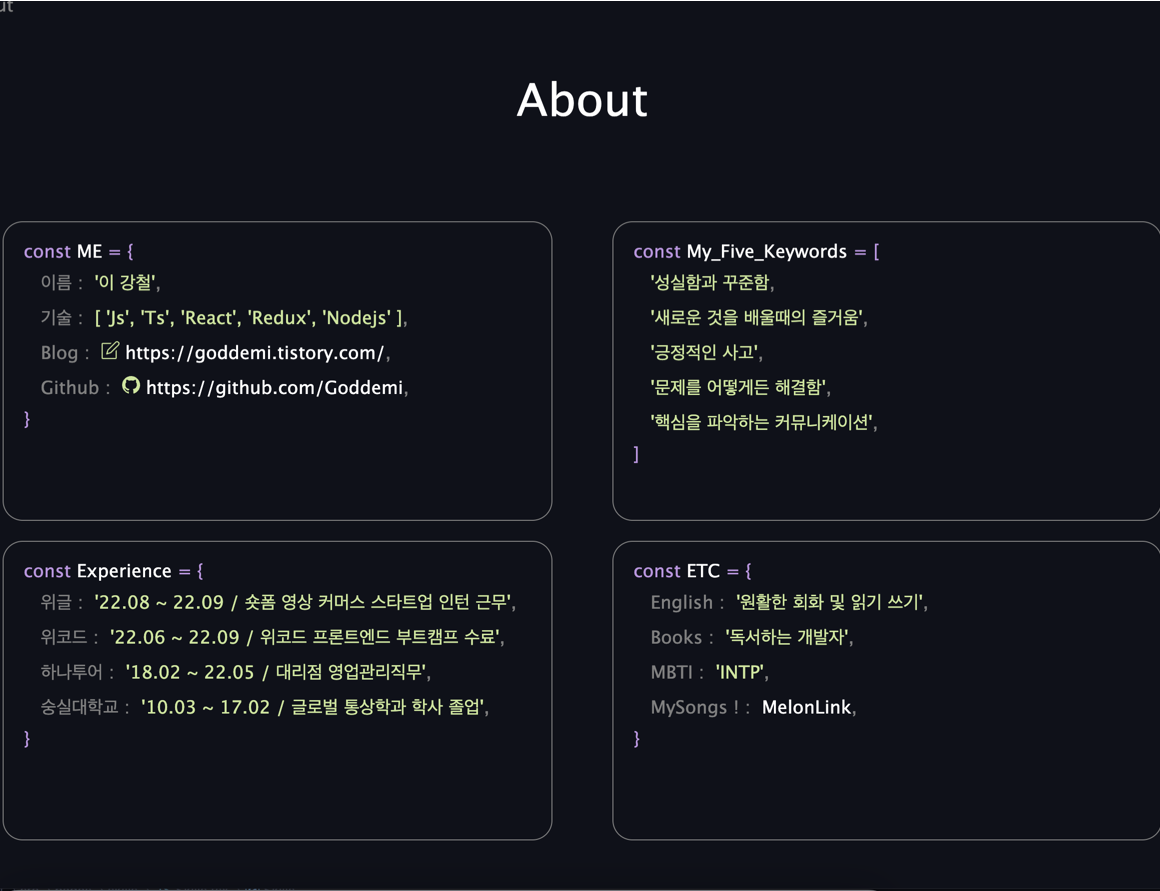 ut
About
const ME = {
이름 : '이 강철',
기술 : [ 'Js', 'Ts', 'React', 'Redux', 'Nodejs' ],
Blog : https://goddemi.tistory.com/,
Github : https://github.com/Goddemi,
}
const My_Five_Keywords = [
'성실함과 꾸준함,
'새로운 것을 배울때의 즐거움',
'긍정적인 사고',
'문제를 어떻게든 해결함',
'핵심을 파악하는 커뮤니케이션',
]
const Experience = {
위글 : '22.08 ~ 22.09 / 숏폼 영상 커머스 스타트업 인턴 근무',
위코드 : '22.06 ~ 22.09 / 위코드 프론트엔드 부트캠프 수료',
하나투어 : '18.02 ~ 22.05 / 대리점 영업관리직무',
숭실대학교 : '10.03 ~ 17.02 / 글로벌 통상학과 학사 졸업',
}
const ETC = {
English : '원활한 회화 및 읽기 쓰기',
Books : '독서하는 개발자',
MBTI : 'INTP',
MySongs ! : MelonLink,
}